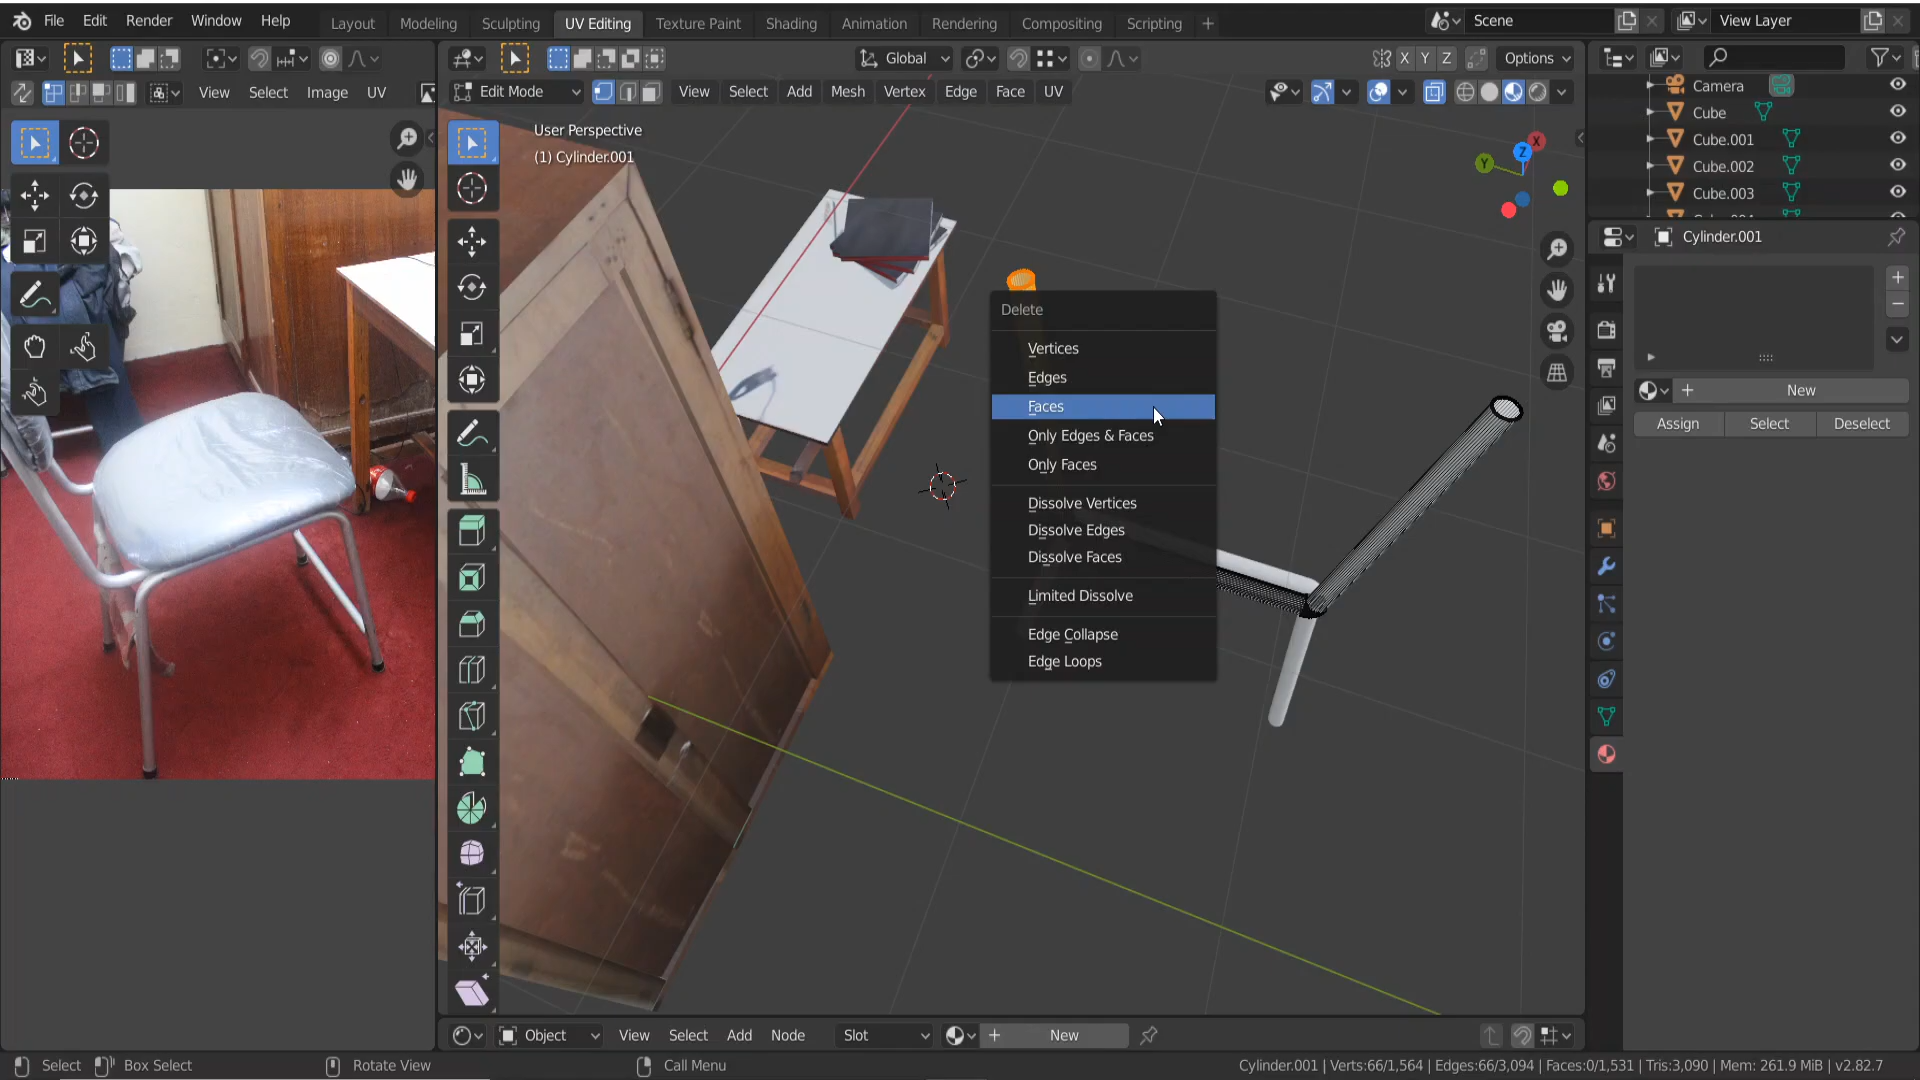 File Edit Render Window Help Layout Modeling Sculpting UV Editing Texture Paint Shading Animation Rendering Compositing Scripting + Scene View Layer
Global X Y Z Options
View Select Image UV Edit Mode View Select Add Mesh Vertex Edge Face UV
User Perspective
(1) Cylinder.001
Camera
Cube
Cube.001
Cube.002
Cube.003
X
Y
Z
Cylinder.001
New
Assign Select Deselect
Delete
Vertices
Edges
Faces
Only Edges & Faces
Only Faces
Dissolve Vertices
Dissolve Edges
Dissolve Faces
Limited Dissolve
Edge Collapse
Edge Loops
Object View Select Add Node Slot New
Select Box Select Rotate View Call Menu Cylinder.001 | Verts:66/1,564 | Edges:66/3,094 | Faces:0/1,531 | Tris:3,090 | Mem: 261.9 MiB | v2.82.7